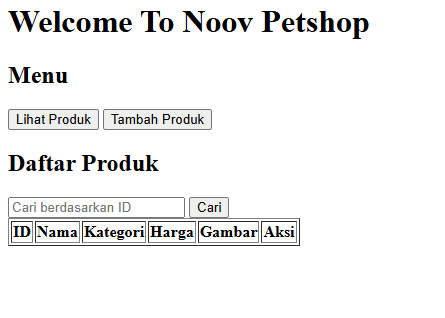 Welcome To Noov Petshop
Menu
Lihat Produk Tambah Produk
Daftar Produk
Cari berdasarkan ID Cari
ID Nama Kategori Harga Gambar Aksi